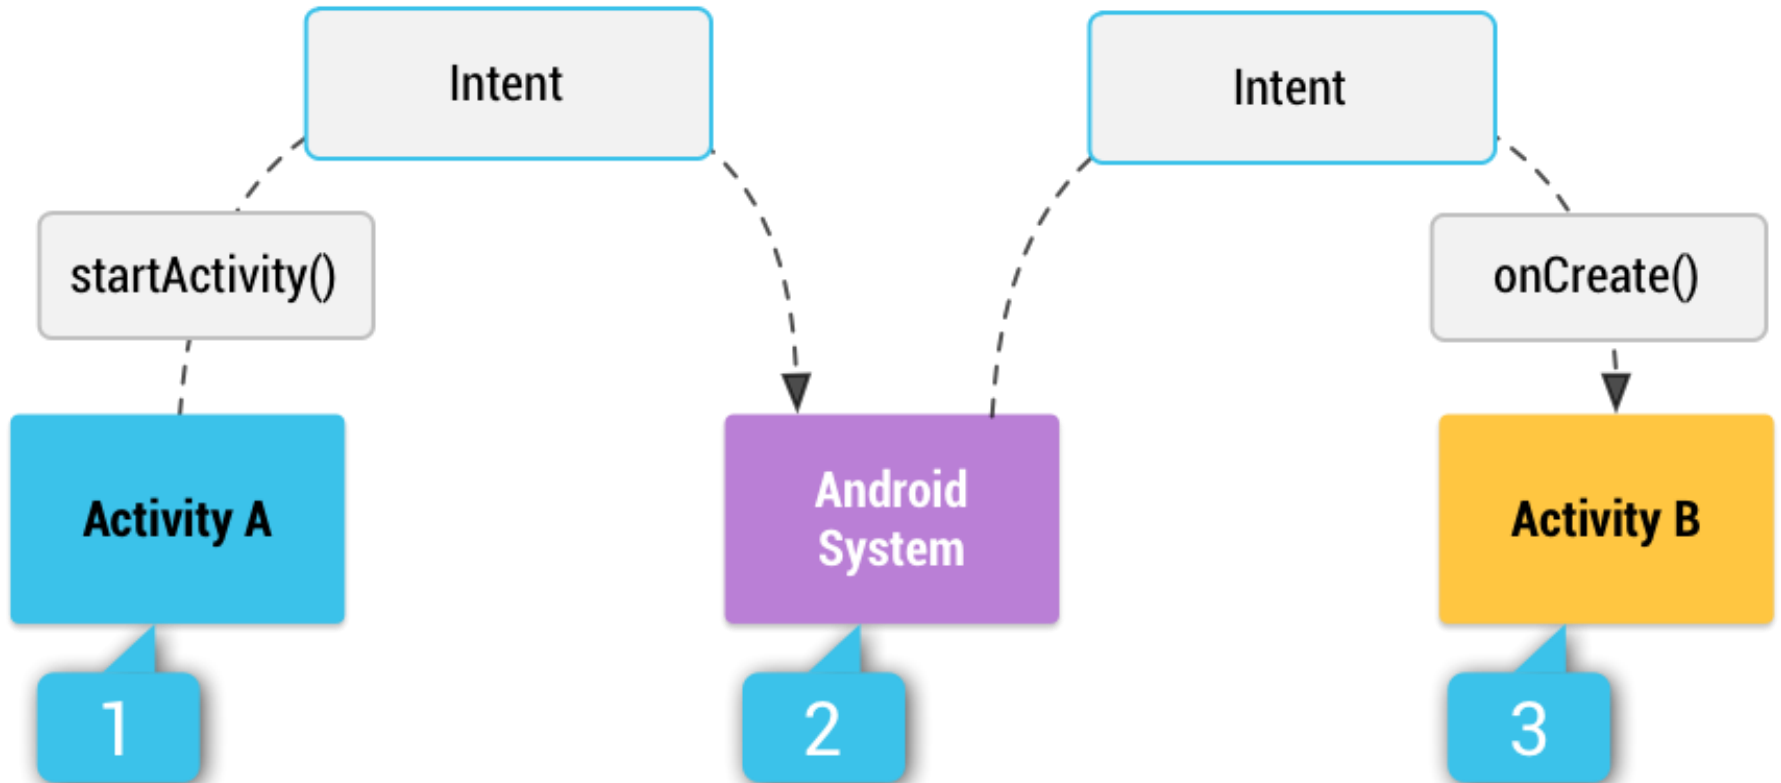 Intent
Intent
startActivity()
onCreate()
Activity A
Android
System
Activity B
1
2
3